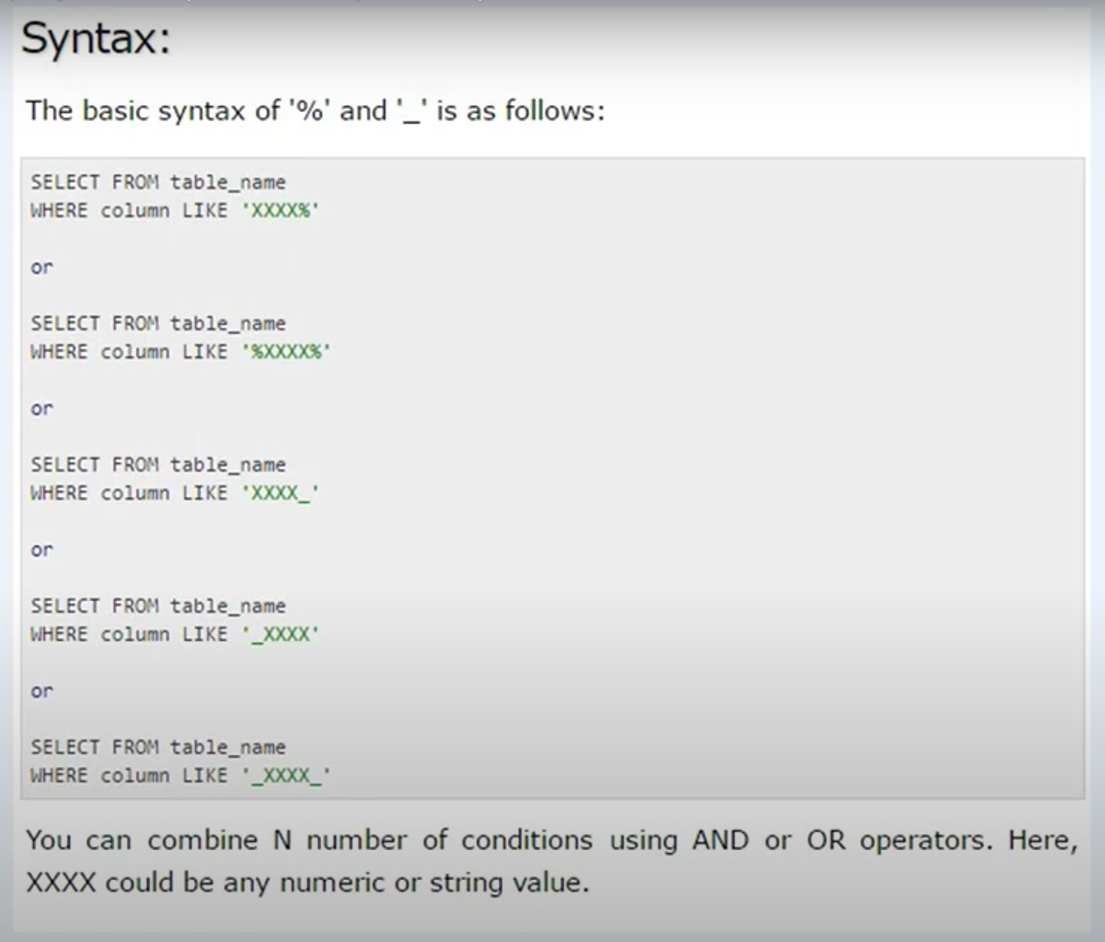 Syntax:
The basic syntax of '%' and '_' is as follows:
SELECT FROM table_name
WHERE column LIKE 'XXXX%'
or
SELECT FROM table_name
WHERE column LIKE '%XXXX%'
or
SELECT FROM table_name
WHERE column LIKE 'XXXX_'
or
SELECT FROM table_name
WHERE column LIKE '_XXXX'
or
SELECT FROM table_name
WHERE column LIKE '_XXXX_'
You can combine N number of conditions using AND or OR operators. Here,
XXXX could be any numeric or string value.